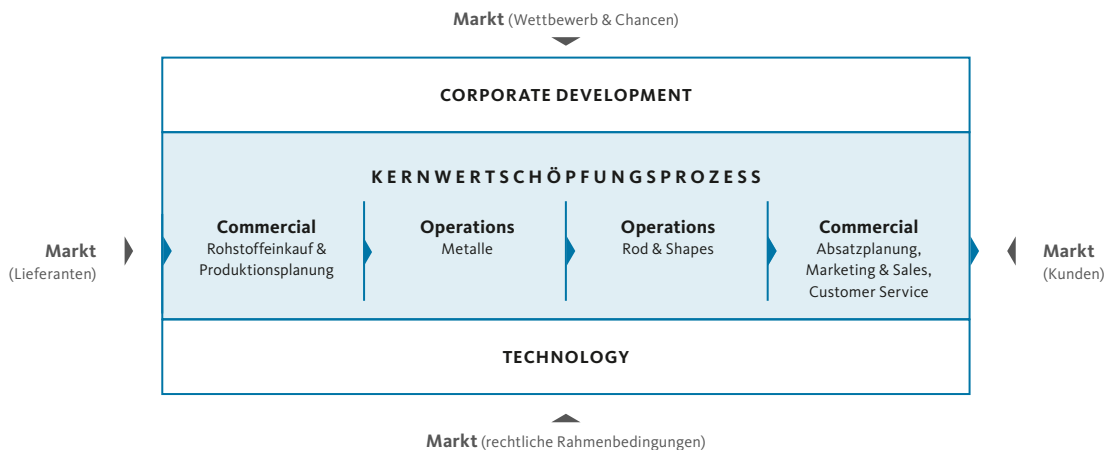 Markt (Wettbewerb & Chancen)
CORPORATE DEVELOPMENT
KERNWERTSCHÖPFUNGSPROZESS
Markt
(Lieferanten)
Commercial
Rohstoffeinkauf &
Produktionsplanung
Operations
Metalle
Operations
Rod & Shapes
Commercial
Absatzplanung,
Marketing & Sales,
Customer Service
Markt
(Kunden)
TECHNOLOGY
Markt (rechtliche Rahmenbedingungen)